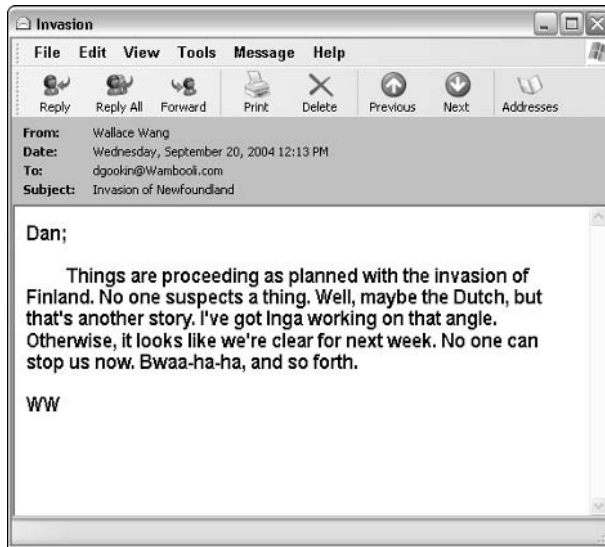 Invasion
File Edit View Tools Message Help
Reply Reply All Forward Print Delete Previous Next Addresses
From: Wallace Wang
Date: Wednesday, September 20, 2004 12:13 PM
To: dgookin@Wambooli.com
Subject: Invasion of Newfoundland
Dan;
Things are proceeding as planned with the invasion of
Finland. No one suspects a thing. Well, maybe the Dutch, but
that's another story. I've got Inga working on that angle.
Otherwise, it looks like we're clear for next week. No one can
stop us now. Bwaa-ha-ha, and so forth.
WW